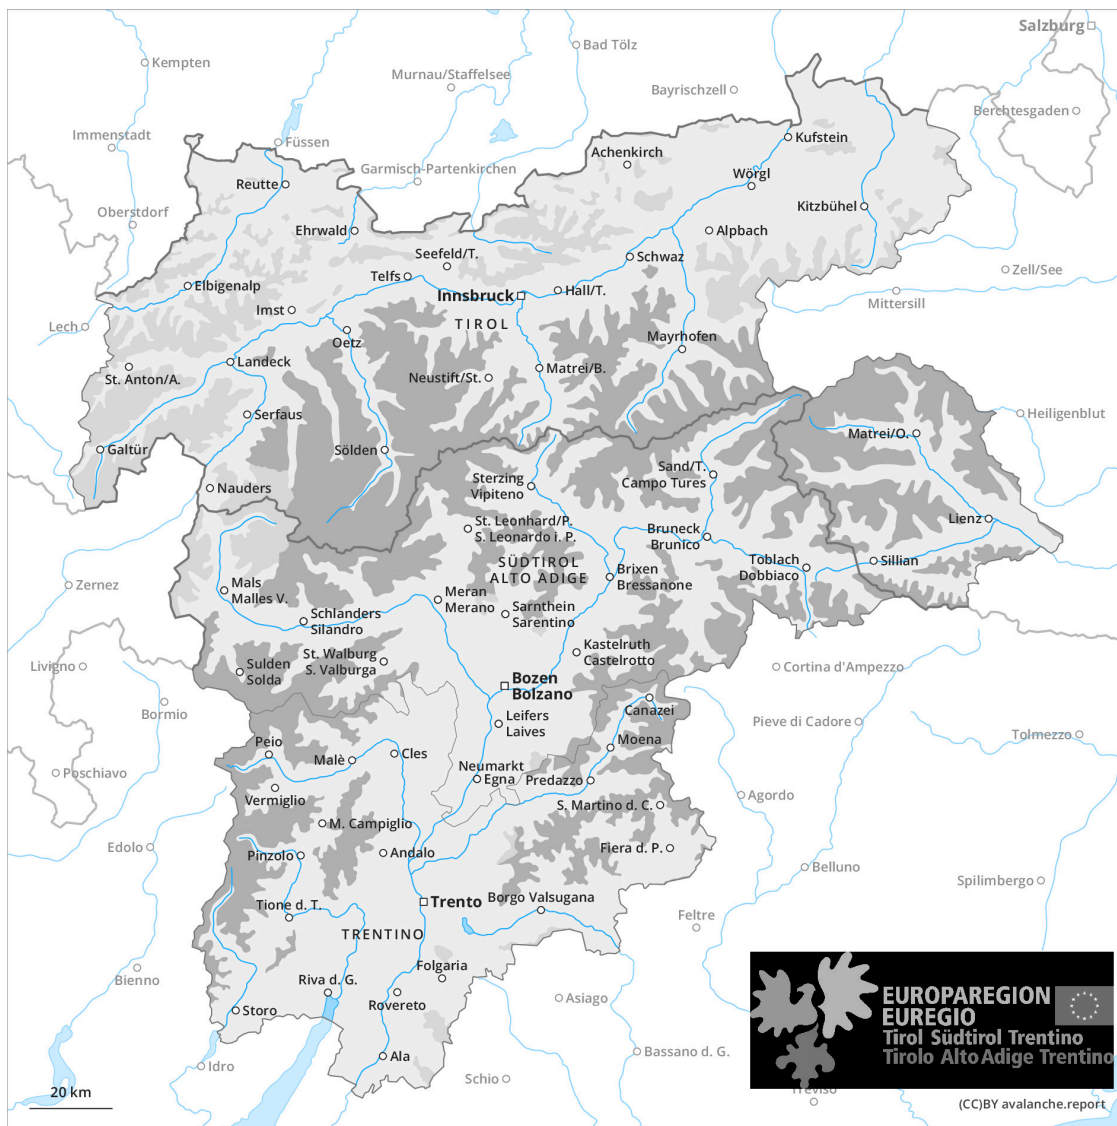 Salzburg
Kempten
Bad Tölz
Murnau/Staffelsee
Bayrischzell
Berchtesgaden
Immenstadt
Füssen
Kufstein
Achenkirch
Garmisch-Partenkirchen
Wörgl
Reutte
Kitzbühel
Oberstdorf
Ehrwald
Alpbach
Seefeld/T.
Schwaz
Telfs
Zell/See
Elbigenalp
Hall/T.
Innsbruck
Mittersill
Imst
TIROL
Lech
Oetz
Mayrhofen
Landeck
St. Anton/A.
Matrei/B.
Neustift/St.
Serfaus
Heiligenblut
Matrei/O.
Galtür
Sölden
Sand/T.
Campo Tures
Sterzing
Vipiteno
Nauders
Lienz
St. Leonhard/P.
S. Leonardo i. P.
Bruneck
Brunico
SÜDTIROL
ALTO ADIGE
Toblach
Dobbiaco
Sillian
Brixen
Bressanone
Zernez
Mals
Malles V.
Meran
Merano
Schlanders
Silandro
Sarnthein
Sarentino
Kastelruth
Castelrotto
St. Walburg
S. Valburga
Livigno
Sulden
Solda
Cortina d'Ampezzo
Bozen
Bolzano
Canazei
Bormio
Leifers
Laives
Pieve di Cadore
Tolmezzo
Peio
Moena
Malè
Cles
Poschiavo
Neumarkt
Egna
Predazzo
Vermiglio
Agordo
S. Martino d. C.
M. Campiglio
Edolo
Fiera d. P.
Pinzolo
Andalo
Belluno
Spilimbergo
Borgo Valsugana
Trento
Tione d. T.
Feltre
TRENTINO
Bienno
Folgaria
Riva d. G.
Rovereto
Asiago
Storo
EUROPAREGION
EUREGIO
Tirol Südtirol Trentino
Tirolo Alto Adige Trentino
Ala
Bassano d. G.
Idro
Schio
20 km
Treviso
(CC)BY avalanche.report